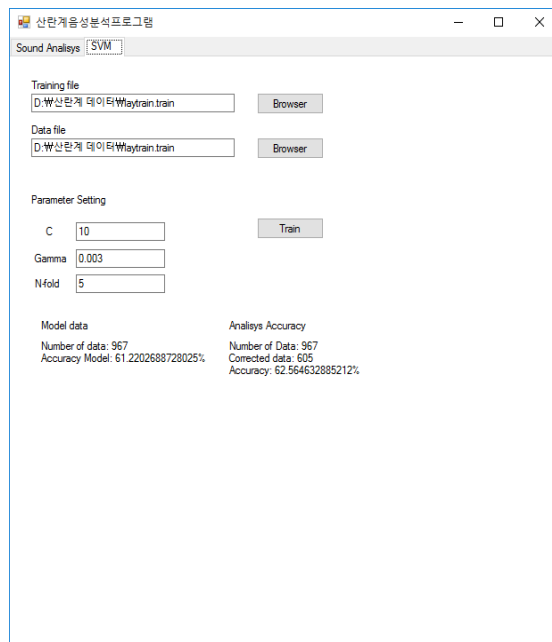 산란계음성분석프로그램
Sound Analisys SVM
Training file
D:₩산란계 데이터₩laytrain.train Browser
Data file
D:₩산란계 데이터₩laytrain.train Browser
Parameter Setting
C 10 Train
Gamma 0.003
N-fold 5
Model data
Number of data: 967
Accuracy Model: 61.2202688728025%
Analisys Accuracy
Number of Data: 967
Corrected data: 605
Accuracy: 62.564632885212%